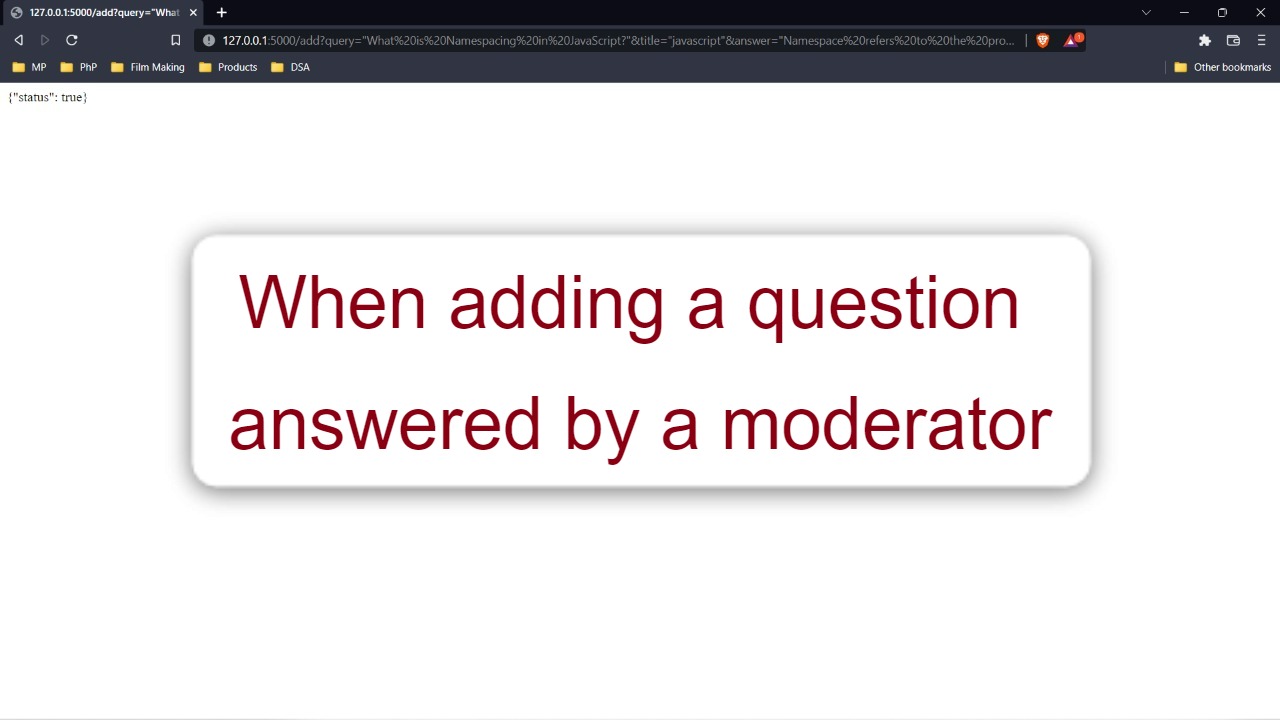 127.0.0.1:5000/add?query="What
127.0.0.1:5000/add?query="What%20is%20Namespacing%20in%20JavaScript?"&title="javascript"&answer="Namespace%20refers%20to%20the%20pro...
1
MP PhP Film Making Products DSA Other bookmarks
{"status": true}
When adding a question
answered by a moderator